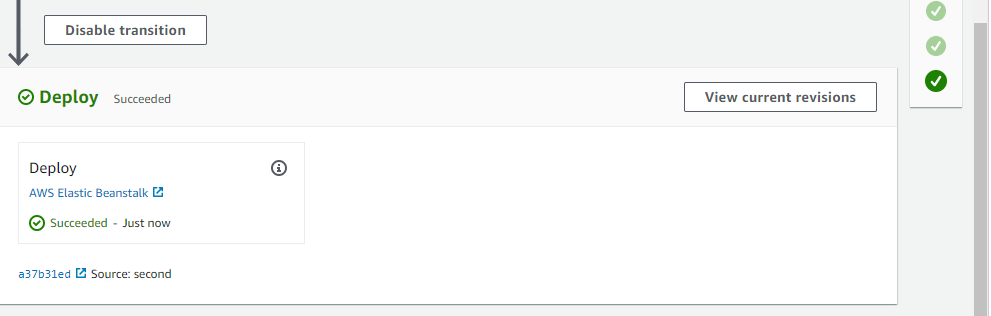 Disable transition
Deploy Succeeded
View current revisions
Deploy
AWS Elastic Beanstalk
Succeeded - Just now
a37b31ed Source: second